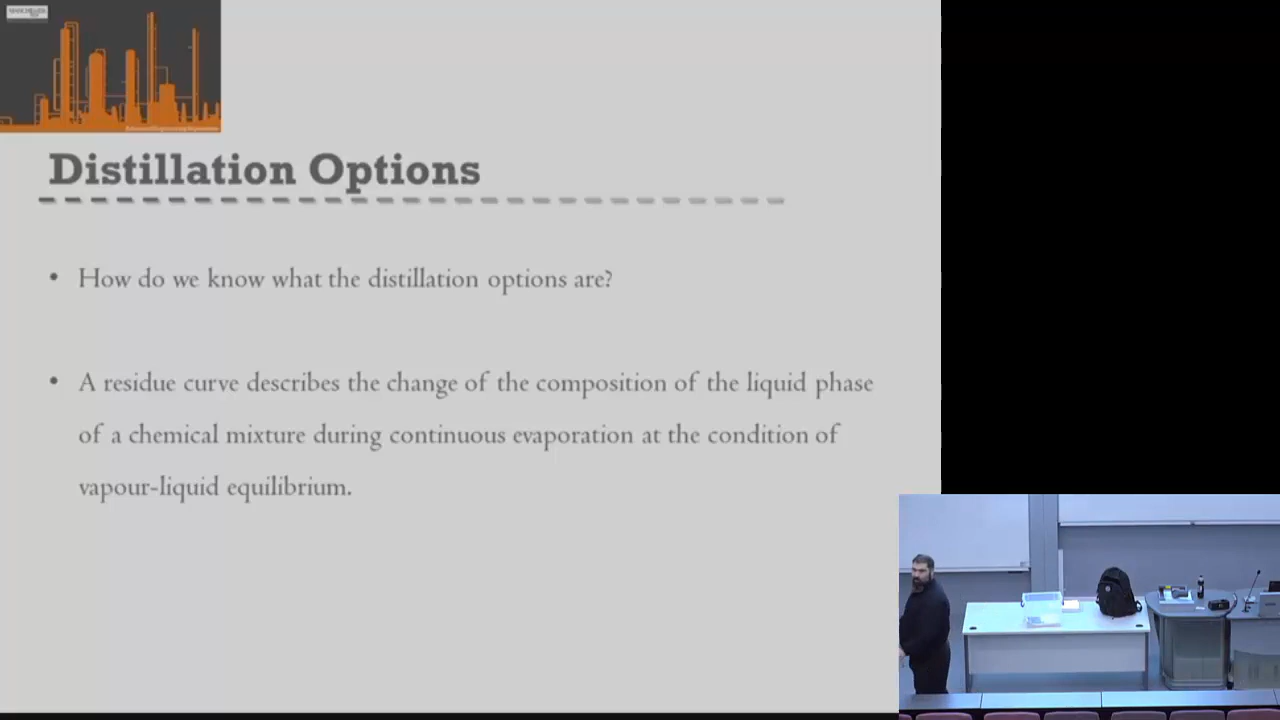 Distillation Options
• How do we know what the distillation options are?
• A residue curve describes the change of the composition of the liquid phase
of a chemical mixture during continuous evaporation at the condition of
vapour-liquid equilibrium.